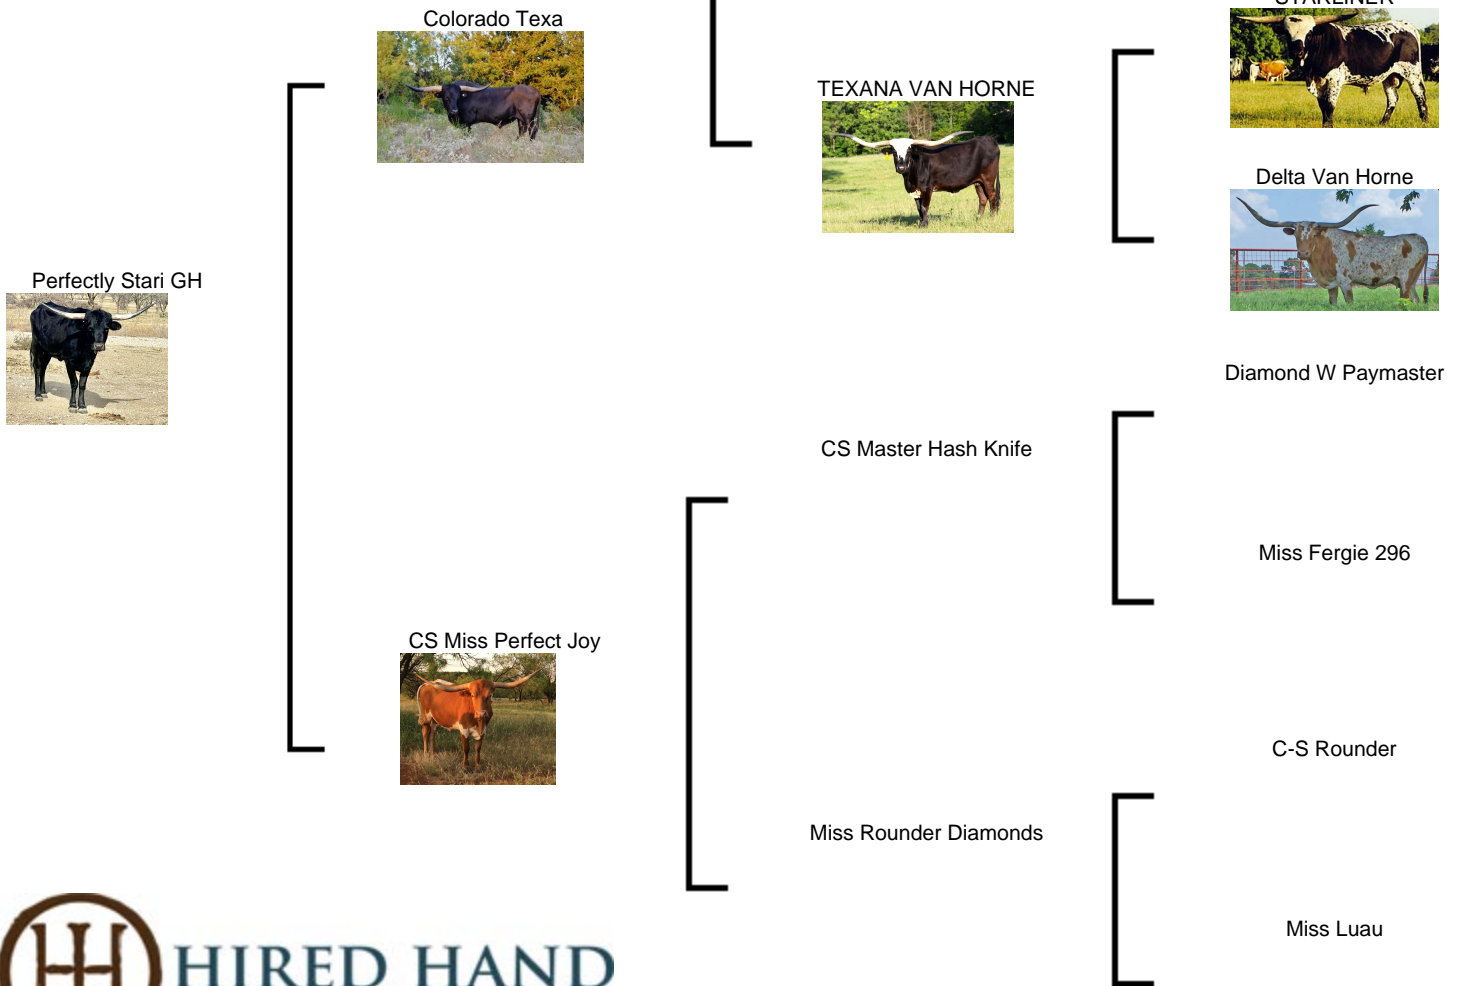 STARLINER
Colorado Texa
TEXANA VAN HORNE
Delta Van Horne
Perfectly Stari GH
Diamond W Paymaster
CS Master Hash Knife
Miss Fergie 296
CS Miss Perfect Joy
C-S Rounder
Miss Rounder Diamonds
Miss Luau
HIRED HAND